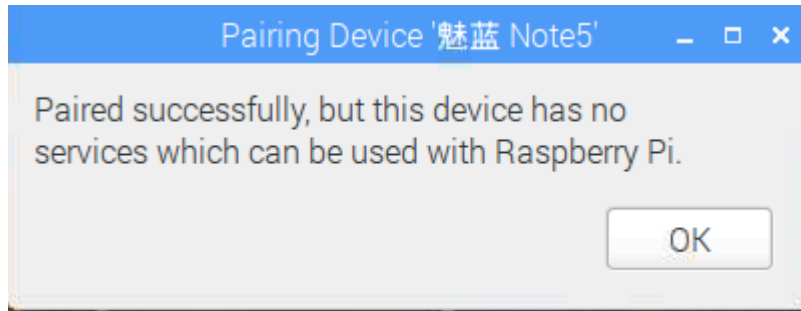 Pairing Device '魅蓝 Note5'
Paired successfully, but this device has no
services which can be used with Raspberry Pi.
OK